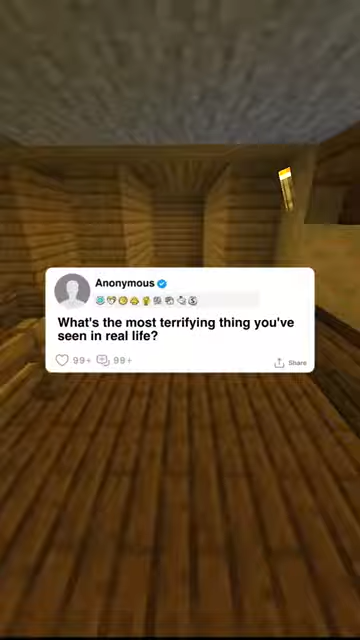 Anonymous
What's the most terrifying thing you've
seen in real life?
99+ 99+ Share